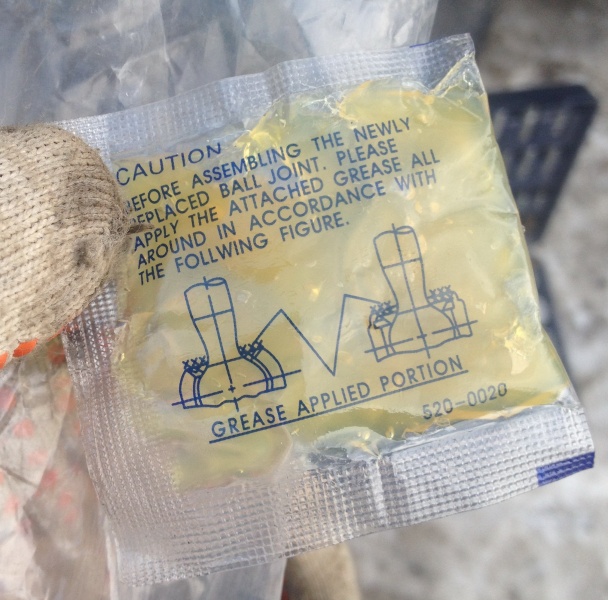 CAUTION
BEFORE ASSEMBLING THE NEWLY
REPLACED BALL JOINT. PLEASE
APPLY THE ATTACHED GREASE ALL
AROUND IN ACCORDANCE WITH
THE FOLLWING FIGURE.
GREASE APPLIED PORTION
520-0020